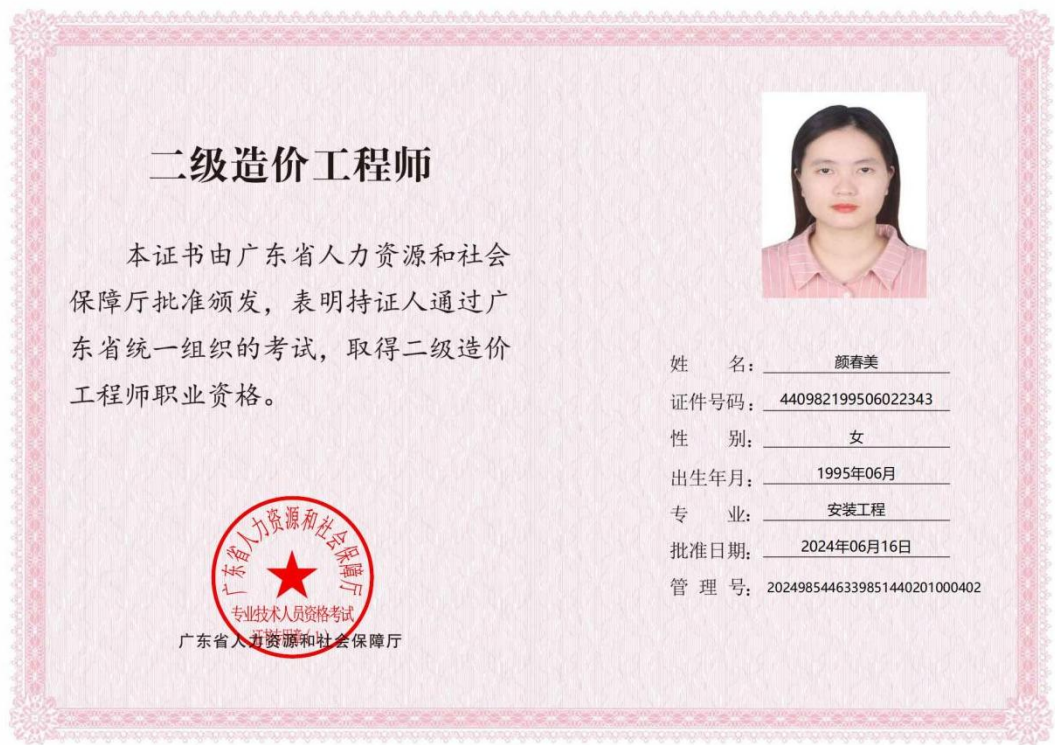 二级造价工程师
本证书由广东省人力资源和社会
保障厅批准颁发，表明持证人通过广
东省统一组织的考试，取得二级造价
工程师职业资格。
广东省人力资源和社会保障厅
专业技术人员资格考试
广东省人力资源和社会保障厅
姓 名：颜春美
证件号码：440982199506022343
性 别：女
出生年月：1995年06月
专 业：安装工程
批准日期：2024年06月16日
管 理 号：20249854463398514402010004​02